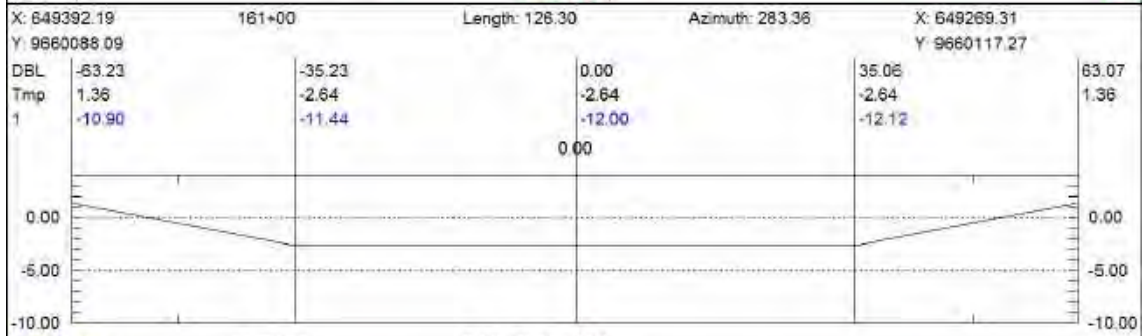 X: 649392.19 161+00 Length: 126.30 Azimuth: 283.36 X: 649269.31
Y: 9660088.09 Y: 9660117.27
DBL -63.23 -35.23 0.00 35.06 63.07
Tmp 1.36 -2.64 -2.64 -2.64 1.36
1 -10.90 -11.44 -12.00 -12.12
0.00
0.00 0.00
-5.00 -5.00
-10.00 -10.00